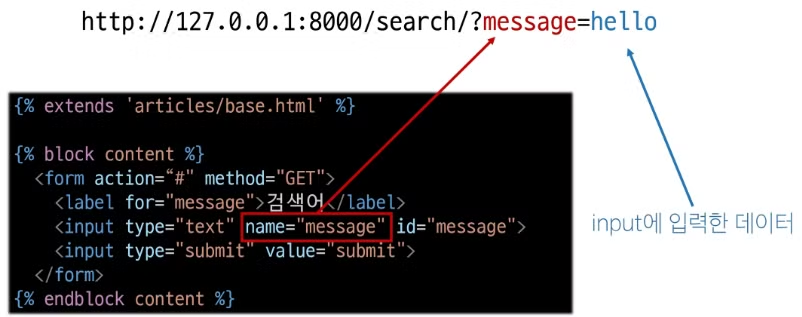 http://127.0.0.1:8000/search/?message=hello
{% extends 'articles/base.html' %}
{% block content %}
<form action=“#" method="GET">
<label for="message">검색어</label>
<input type="text" name="message" id="message">
<input type="submit" value="submit">
</form>
{% endblock content %}
input에 입력한 데이터